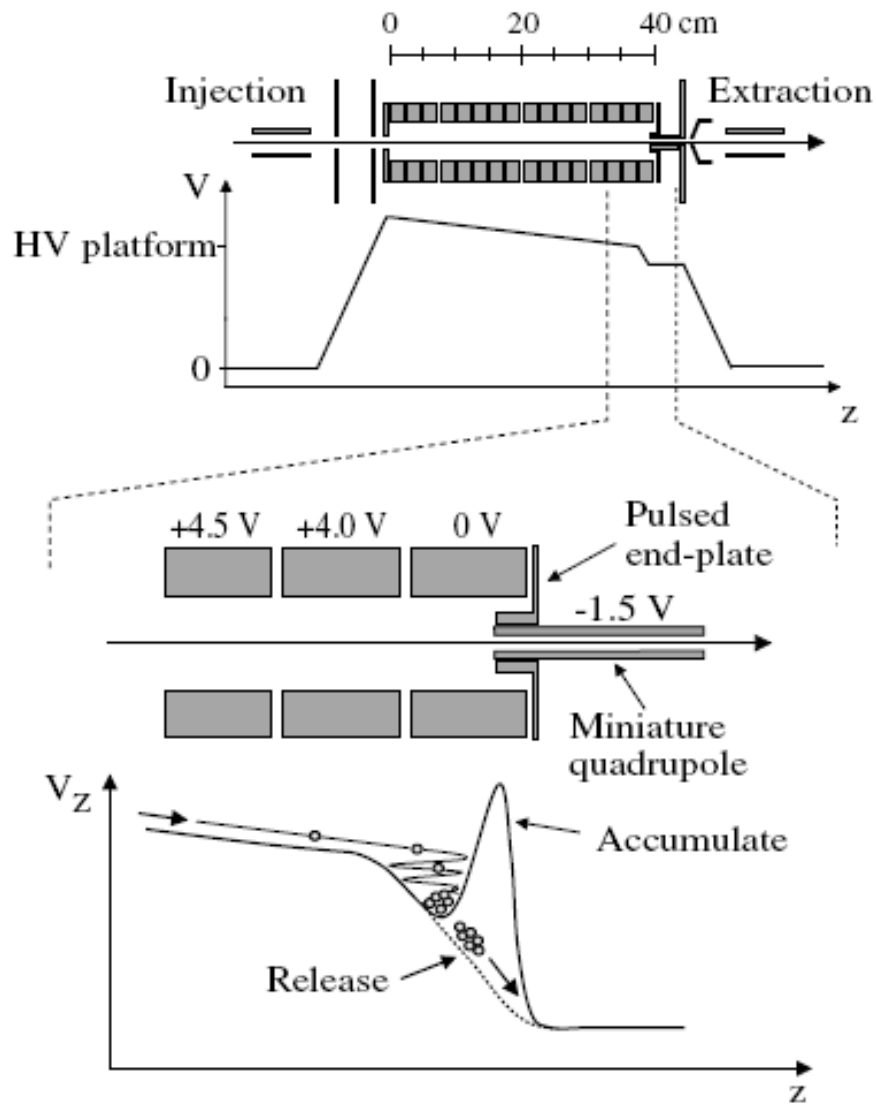 0 20 40 cm
Injection
Extraction
V
HV platform
0
z
+4.5 V +4.0 V 0 V
Pulsed
end-plate
-1.5 V
Miniature
quadrupole
VZ
Accumulate
Release
z